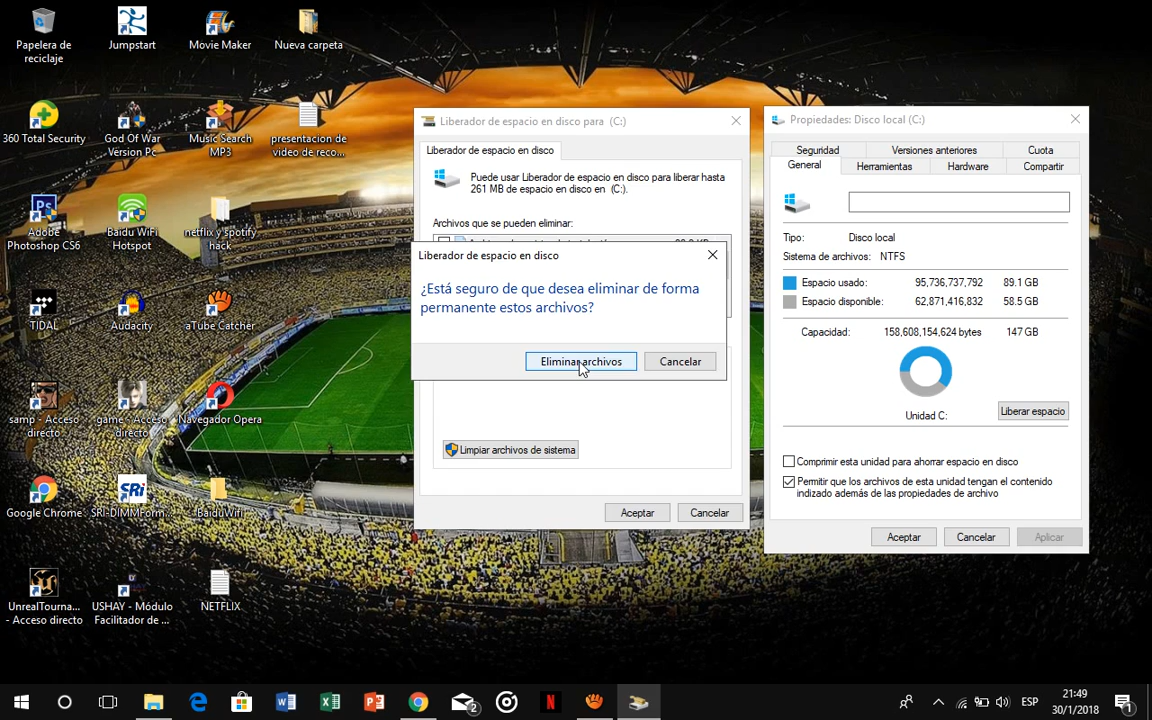 Papelera de
reciclaje
Jumpstart
Movie Maker
Nueva carpeta
360 Total Security
God Of War
Version Pc
Music Search
MP3
presentacion de
video de reco...
Adobe
Photoshop CS6
Baidu WiFi
Hotspot
netflix y spotify
hack
TIDAL
Audacity
aTube Catcher
samp - Acceso
directo
game - Acceso
directo
Navegador Opera
Google Chrome
SRi
SRI-DIMMForm...
BaiduWifi
UnrealTourna...
- Acceso directo
USHAY - Módulo
Facilitador de ...
NETFLIX
Liberador de espacio en disco para (C:)
Liberador de espacio en disco
Puede usar Liberador de espacio en disco para liberar hasta
261 MB de espacio en disco en (C:).
Archivos que se pueden eliminar:
Liberador de espacio en disco
¿Está seguro de que desea eliminar de forma
permanente estos archivos?
Eliminar archivos
Cancelar
Limpiar archivos de sistema
Aceptar
Cancelar
Propiedades: Disco local (C:)
Seguridad
Versiones anteriores
Cuota
General
Herramientas
Hardware
Compartir
Tipo: Disco local
Sistema de archivos: NTFS
Espacio usado: 95,736,737,792 89.1 GB
Espacio disponible: 62,871,416,832 58.5 GB
Capacidad: 158,608,154,624 bytes 147 GB
Unidad C:
Liberar espacio
Comprimir esta unidad para ahorrar espacio en disco
Permitir que los archivos de esta unidad tengan el contenido
indizado además de las propiedades de archivo
Aceptar
Cancelar
Aplicar
2
ESP
21:49
30/1/2018
1